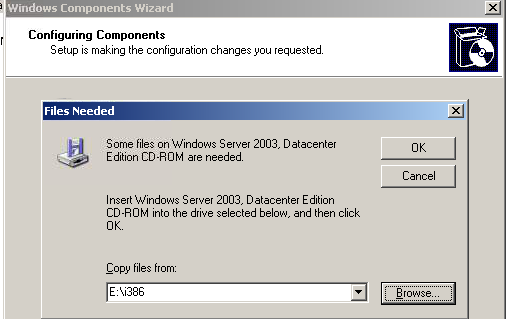 Windows Components Wizard
Configuring Components
Setup is making the configuration changes you requested.
Files Needed
Some files on Windows Server 2003, Datacenter
Edition CD-ROM are needed.
OK
Cancel
Insert Windows Server 2003, Datacenter Edition
CD-ROM into the drive selected below, and then click
OK.
Copy files from:
E:\i386
Browse...